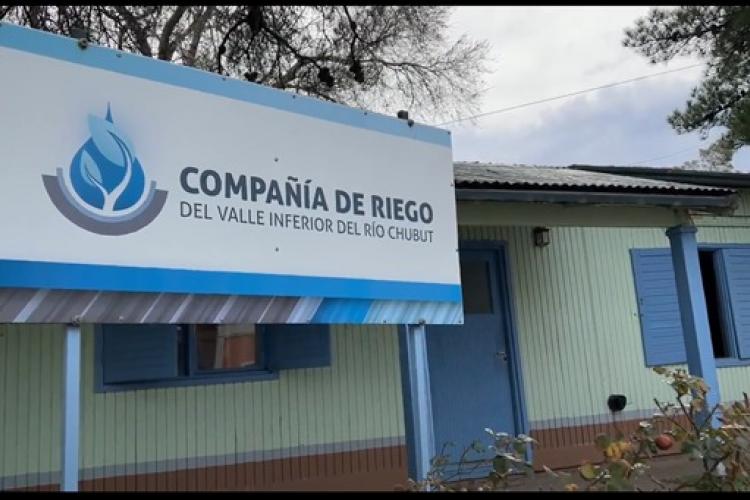 COMPAÑÍA DE RIEGO
DEL VALLE INFERIOR DEL RÍO CHUBUT